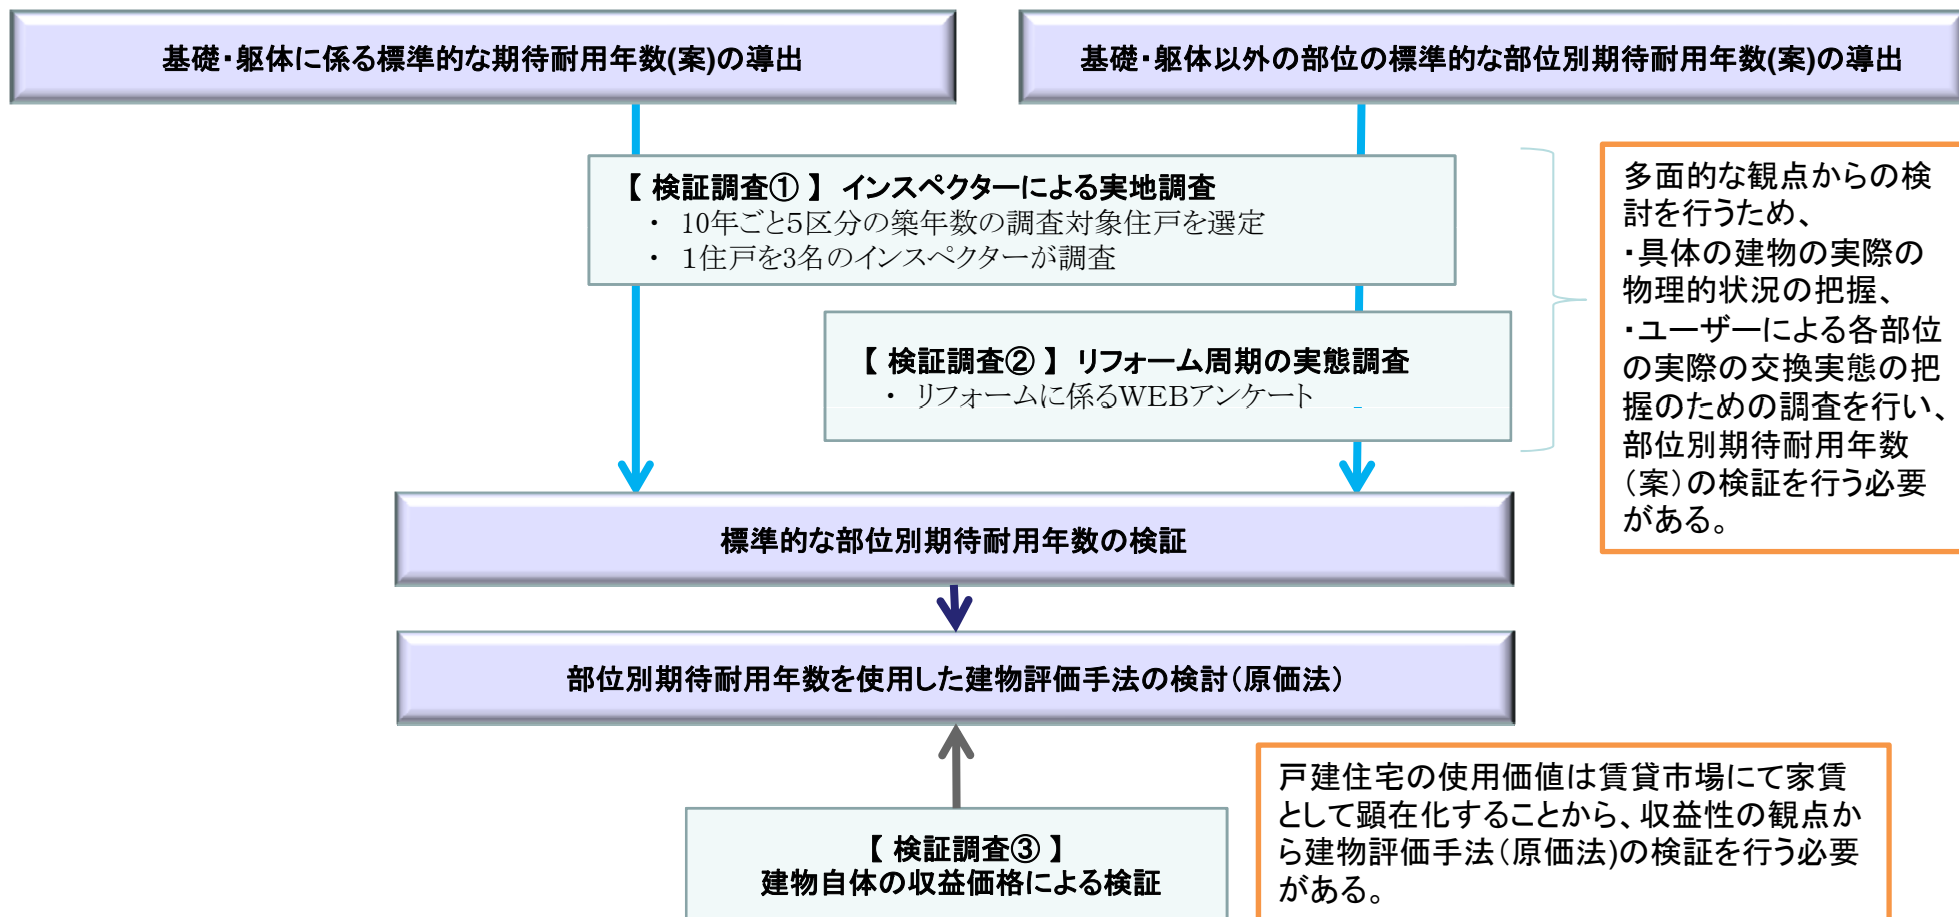 基礎・躯体に係る標準的な期待耐用年数(案)の導出
基礎・躯体以外の部位の標準的な部位別期待耐用年数(案)の導出
【 検証調査① 】 インスペクターによる実地調査
・ 10年ごと5区分の築年数の調査対象住戸を選定
・ 1住戸を3名のインスペクターが調査
【 検証調査② 】 リフォーム周期の実態調査
・ リフォームに係るWEBアンケート
多面的な観点からの検
討を行うため、
・具体の建物の実際の
物理的状況の把握、
・ユーザーによる各部位
の実際の交換実態の把
握のための調査を行い、
部位別期待耐用年数
（案）の検証を行う必要
がある。
標準的な部位別期待耐用年数の検証
部位別期待耐用年数を使用した建物評価手法の検討（原価法）
【 検証調査③ 】
建物自体の収益価格による検証
戸建住宅の使用価値は賃貸市場にて家賃
として顕在化することから、収益性の観点か
ら建物評価手法（原価法)の検証を行う必要
がある。